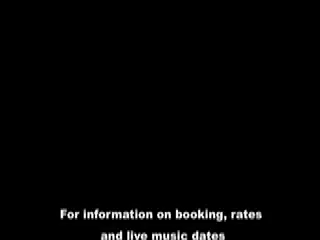 For information on booking, rates
and live music dates